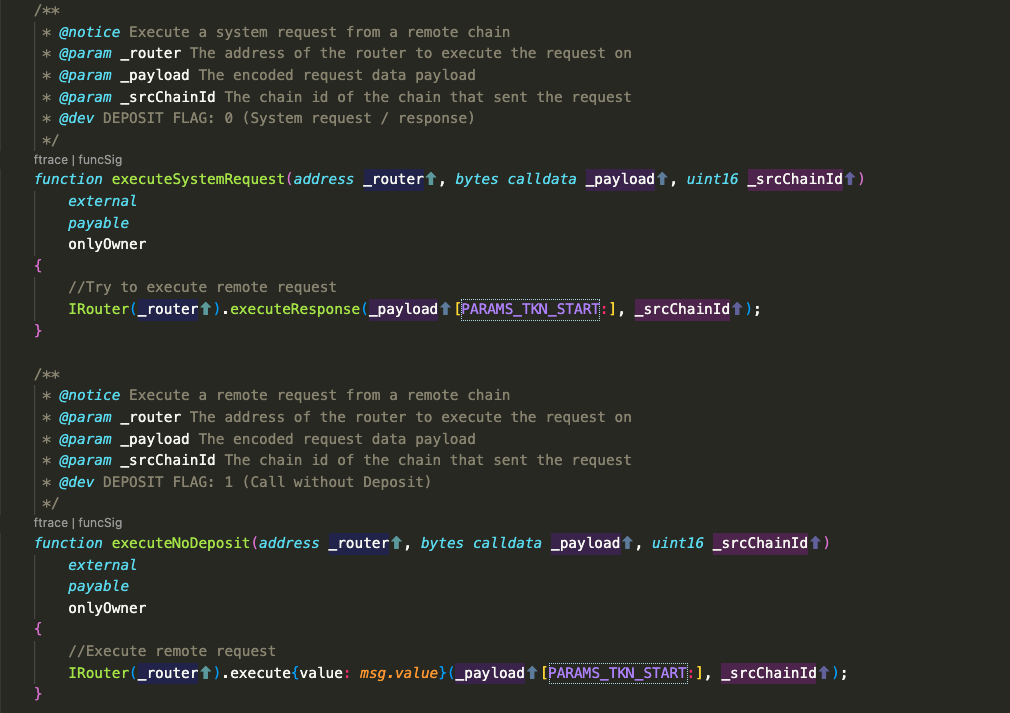 /**
* @notice Execute a system request from a remote chain
* @param _router The address of the router to execute the request on
* @param _payload The encoded request data payload
* @param _srcChainId The chain id of the chain that sent the request
* @dev DEPOSIT FLAG: 0 (System request / response)
*/
ftrace | funcSig
function executeSystemRequest(address _router⬆, bytes calldata _payload⬆, uint16 _srcChainId⬆)
external
payable
onlyOwner
{
//Try to execute remote request
IRouter(_router⬆).executeResponse(_payload⬆[PARAMS_TKN_START:], _srcChainId⬆);
}
/**
* @notice Execute a remote request from a remote chain
* @param _router The address of the router to execute the request on
* @param _payload The encoded request data payload
* @param _srcChainId The chain id of the chain that sent the request
* @dev DEPOSIT FLAG: 1 (Call without Deposit)
*/
ftrace | funcSig
function executeNoDeposit(address _router⬆, bytes calldata _payload⬆, uint16 _srcChainId⬆)
external
payable
onlyOwner
{
//Execute remote request
IRouter(_router⬆).execute{value: msg.value}(_payload⬆[PARAMS_TKN_START:], _srcChainId⬆);
}